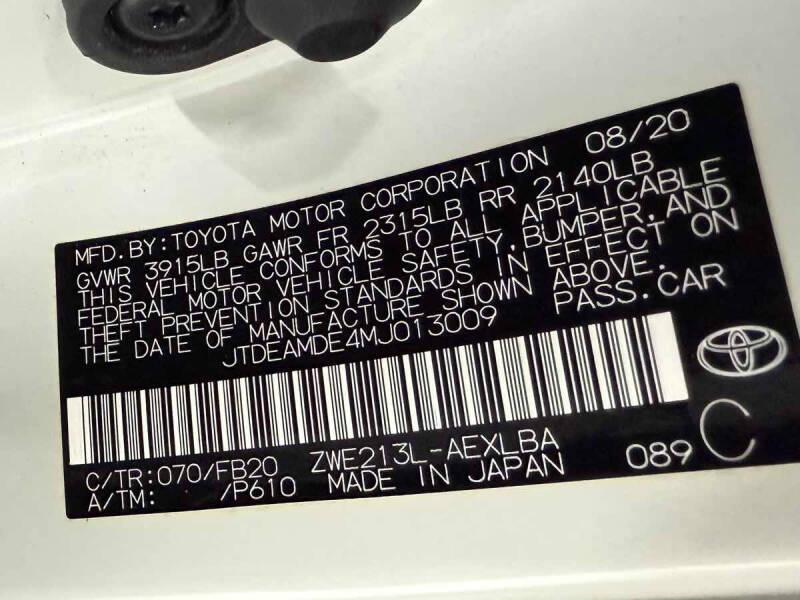 MFD.BY:TOYOTA MOTOR CORPORATION 08/20
GVWR 3915LB GAWR FR 2315LB RR 2140LB
THIS VEHICLE CONFORMS TO ALL APPLICABLE
FEDERAL MOTOR VEHICLE SAFETY,BUMPER,AND
THEFT PREVENTION STANDARDS IN EFFECT ON
THE DATE OF MANUFACTURE SHOWN ABOVE.
JTDEAMDE4MJ013009 PASS.CAR
C/TR:070/FB20 ZWE213L-AEXLBA 089 C
A/TM: /P610 MADE IN JAPAN